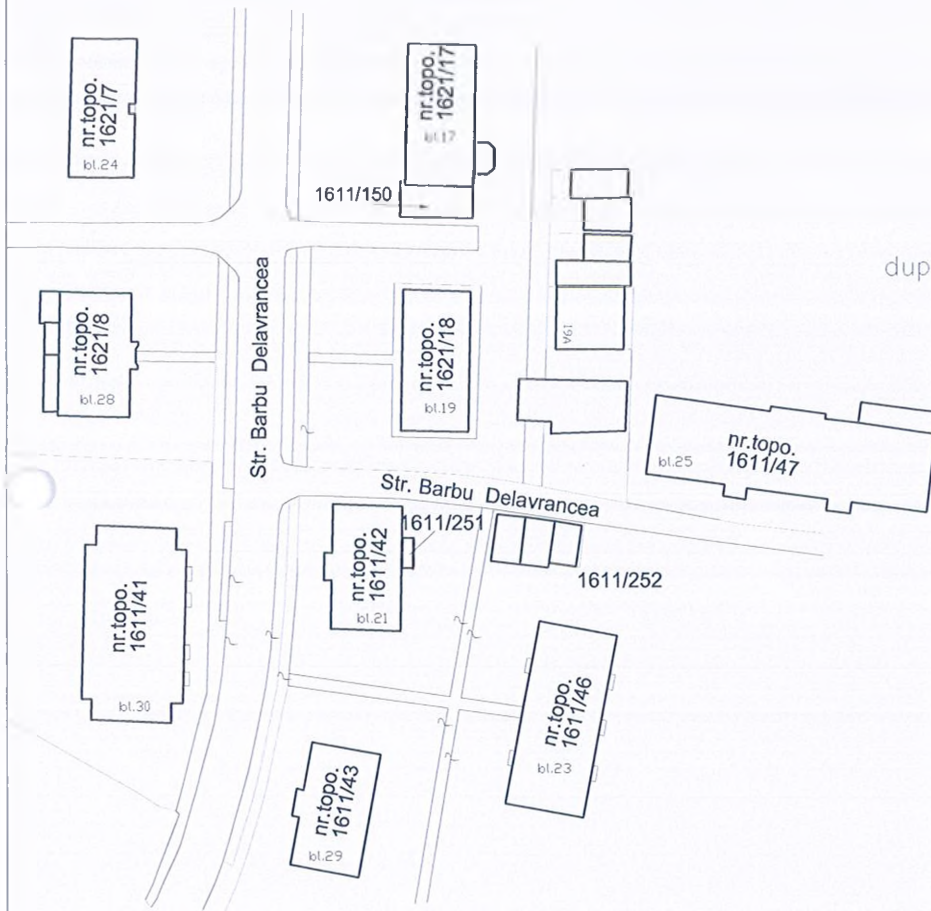 nr.topo.
1621/7
bl.24
nr.topo.
1621/17
bl.17
1611/150
dup
nr.topo.
1621/8
bl.28
Str. Barbu Delavrancea
nr.topo.
1621/18
bl.19
19A
nr.topo.
1611/47
bl.25
Str. Barbu Delavrancea
1611/251
nr.topo.
1611/42
bl.21
1611/252
nr.topo.
1611/41
bl.30
nr.topo.
1611/46
bl.23
nr.topo.
1611/43
bl.29